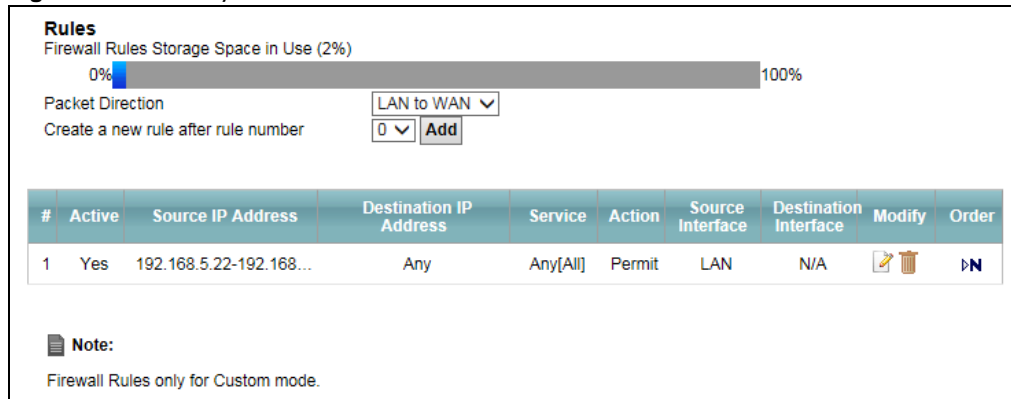 Rules
Firewall Rules Storage Space in Use (2%)
0% 100%
Packet Direction LAN to WAN
Create a new rule after rule number 0 Add
# Active Source IP Address Destination IP Address Service Action Source Interface Destination Interface Modify Order
1 Yes 192.168.5.22-192.168... Any Any[All] Permit LAN N/A N
Note:
Firewall Rules only for Custom mode.